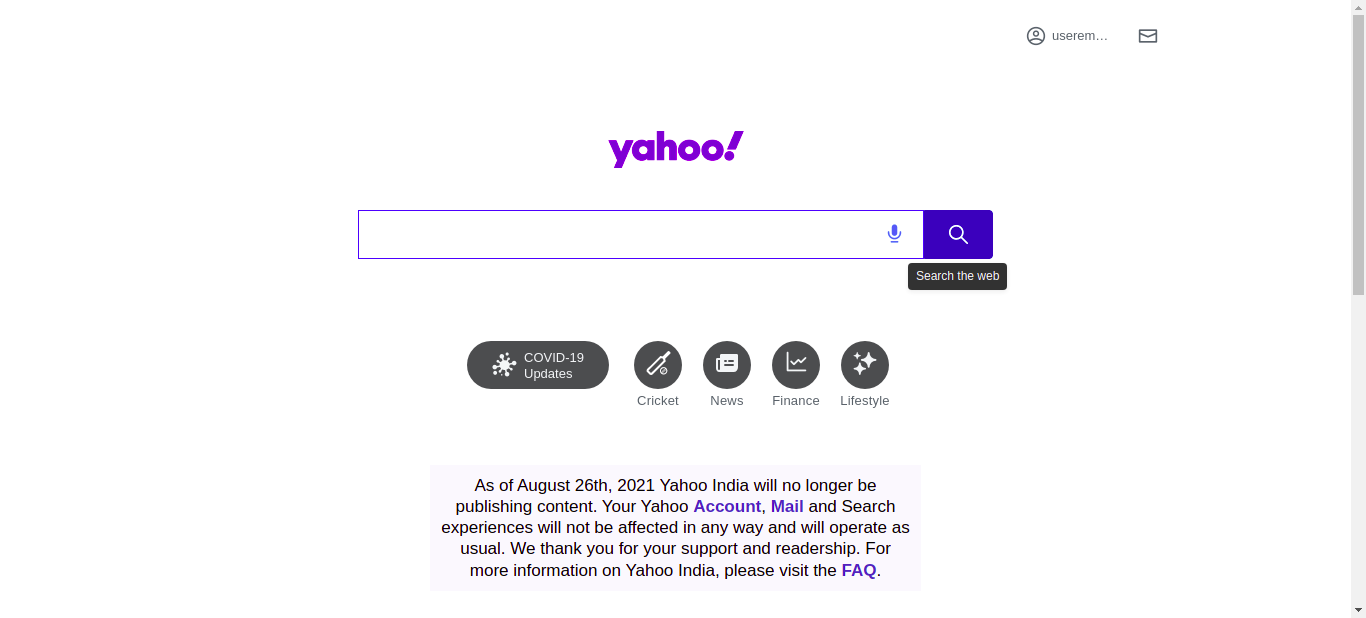 userem...
yahoo!
Search the web
COVID-19
Updates
Cricket
News
Finance
Lifestyle
As of August 26th, 2021 Yahoo India will no longer be
publishing content. Your Yahoo Account, Mail and Search
experiences will not be affected in any way and will operate as
usual. We thank you for your support and readership. For
more information on Yahoo India, please visit the FAQ.